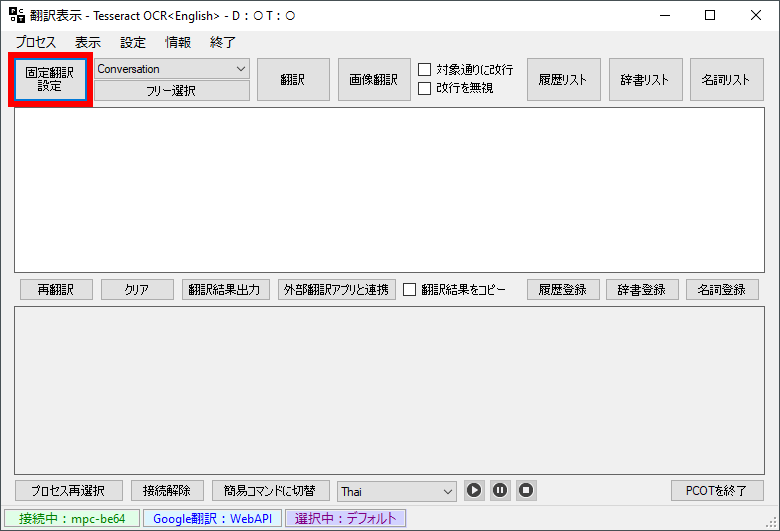 翻訳表示 - Tesseract OCR<English> - D：〇 T：〇
プロセス 表示 設定 情報 終了
固定翻訳
設定
Conversation
フリー選択
翻訳
画像翻訳
対象通りに改行
改行を無視
履歴リスト
辞書リスト
名詞リスト
再翻訳
クリア
翻訳結果出力
外部翻訳アプリと連携
翻訳結果をコピー
履歴登録
辞書登録
名詞登録
プロセス再選択
接続解除
簡易コマンドに切替
Thai
PCOTを終了
接続中：mpc-be64
Google翻訳：WebAPI
選択中：デフォルト